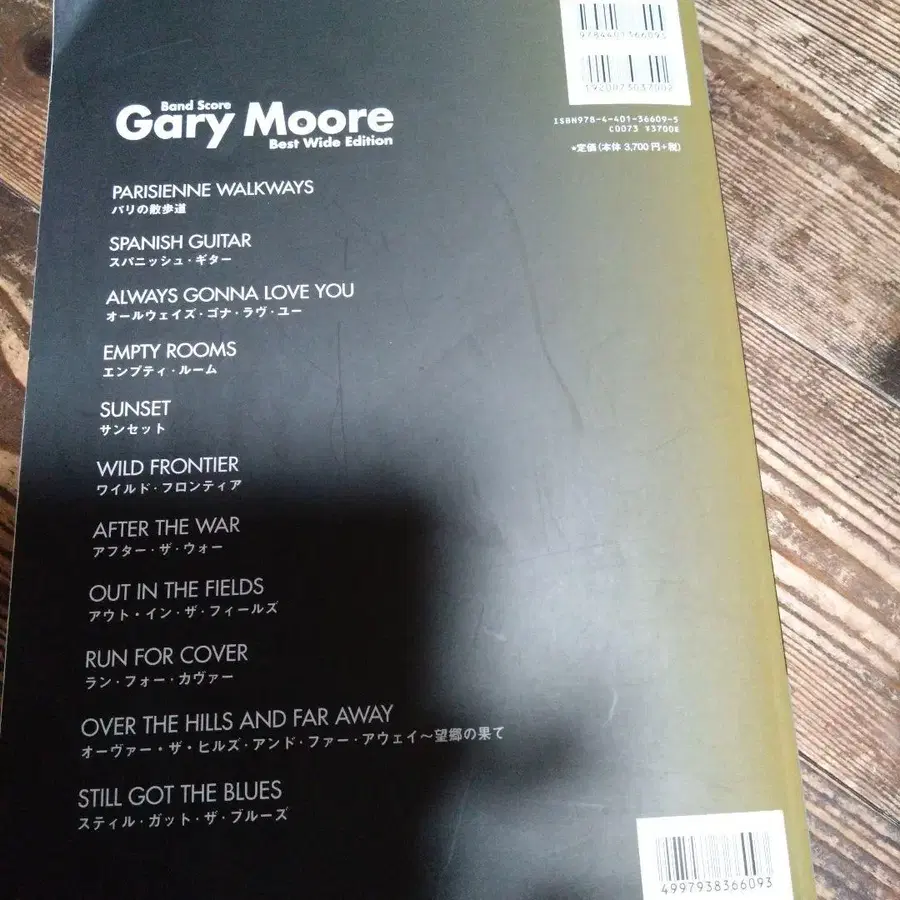 9784401366095
1920073037002
ISBN978-4-401-36609-5
C0073 ¥3700E
*定価(本体 3,700 円+税)
Band Score
Gary Moore
Best Wide Edition
PARISIENNE WALKWAYS
パリの散歩道
SPANISH GUITAR
スパニッシュ・ギター
ALWAYS GONNA LOVE YOU
オールウェイズ・ゴナ・ラヴ・ユー
EMPTY ROOMS
エンプティ・ルーム
SUNSET
サンセット
WILD FRONTIER
ワイルド・フロンティア
AFTER THE WAR
アフター・ザ・ウォー
OUT IN THE FIELDS
アウト・イン・ザ・フィールズ
RUN FOR COVER
ラン・フォー・カヴァー
OVER THE HILLS AND FAR AWAY
オーヴァー・ザ・ヒルズ・アンド・ファー・アウェイ〜望郷の果て
STILL GOT THE BLUES
スティル・ガット・ザ・ブルーズ
4997938366093